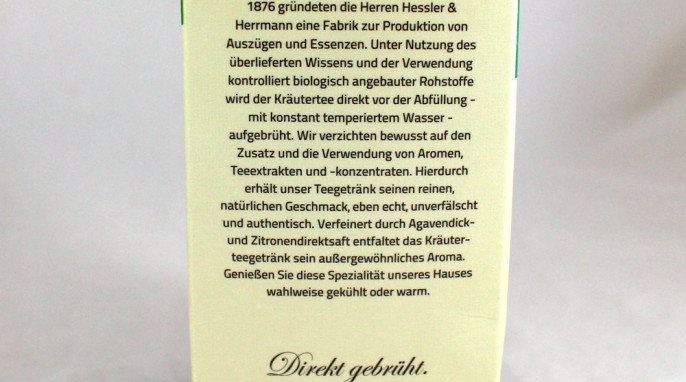 1876 gründeten die Herren Hessler &
Herrmann eine Fabrik zur Produktion von
Auszügen und Essenzen. Unter Nutzung des
überlieferten Wissens und der Verwendung
kontrolliert biologisch angebauter Rohstoffe
wird der Kräutertee direkt vor der Abfüllung -
mit konstant temperiertem Wasser -
aufgebrüht. Wir verzichten bewusst auf den
Zusatz und die Verwendung von Aromen,
Teeextrakten und -konzentraten. Hierdurch
erhält unser Teegetränk seinen reinen,
natürlichen Geschmack, eben echt, unverfälscht
und authentisch. Verfeinert durch Agavendick-
und Zitronendirektsaft entfaltet das Kräuter-
teegetränk sein außergewöhnliches Aroma.
Genießen Sie diese Spezialität unseres Hauses
wahlweise gekühlt oder warm.
Direkt gebrüht.